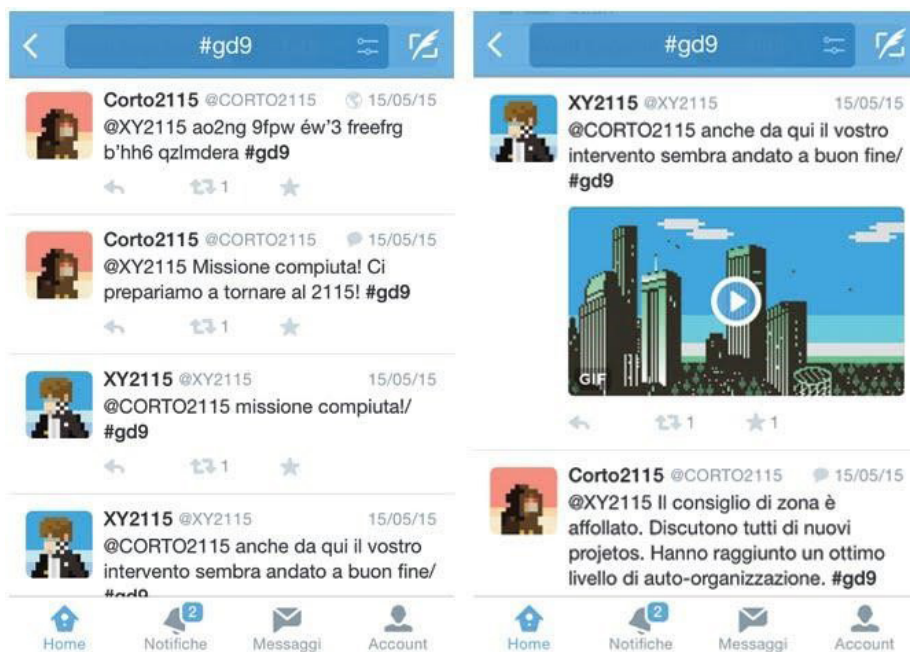 #gd9
Corto2115 @CORTO2115 15/05/15
@XY2115 ao2ng 9fpw éw'3 freefrg
b'hh6 qzlmdera #gd9
1
Corto2115 @CORTO2115 15/05/15
@XY2115 Missione compiuta! Ci
prepariamo a tornare al 2115! #gd9
1
XY2115 @XY2115 15/05/15
@CORTO2115 missione compiuta!/
#gd9
1
XY2115 @XY2115 15/05/15
@CORTO2115 anche da qui il vostro
intervento sembra andato a buon fine/
#gd9
2
Home Notifiche Messaggi Account
#gd9
XY2115 @XY2115 15/05/15
@CORTO2115 anche da qui il vostro
intervento sembra andato a buon fine/
#gd9
GIF
1 1
Corto2115 @CORTO2115 15/05/15
@XY2115 Il consiglio di zona è
affollato. Discutono tutti di nuovi
projetos. Hanno raggiunto un ottimo
livello di auto-organizzazione. #gd9
2
Home Notifiche Messaggi Account